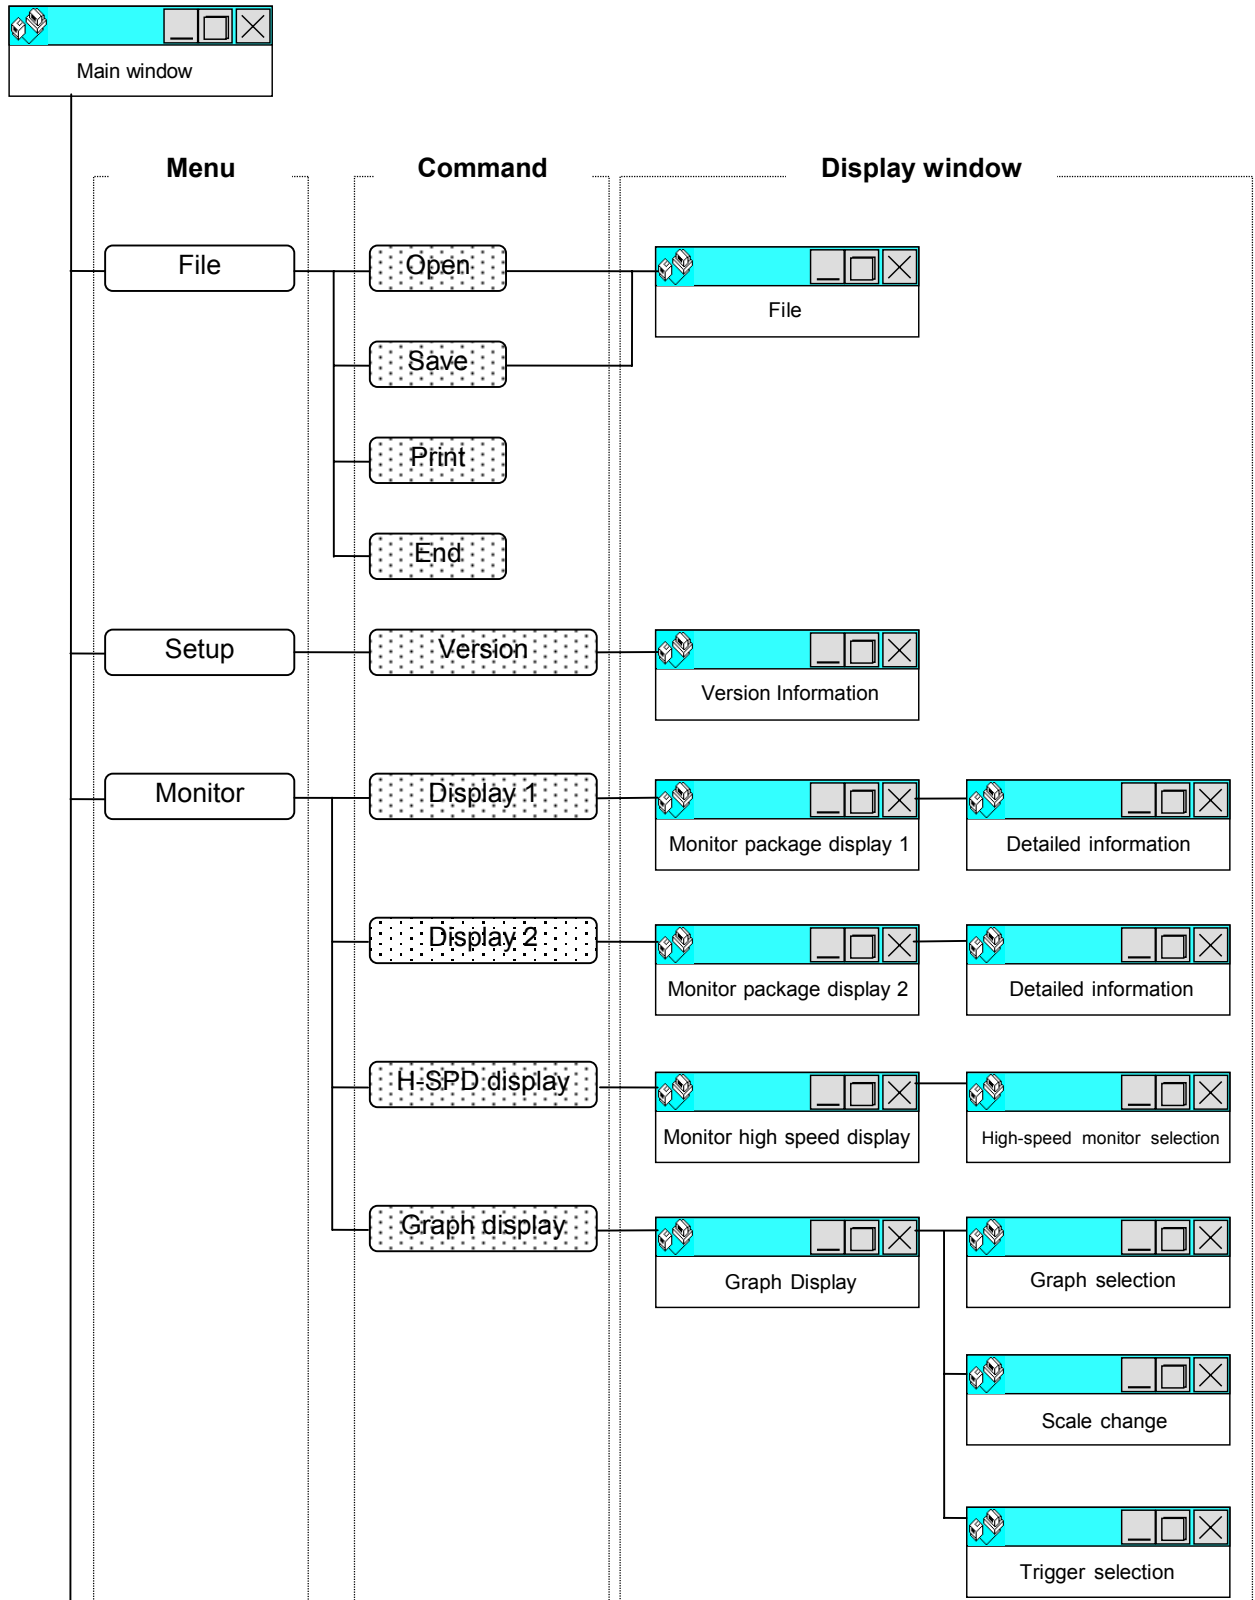 Main window
Menu
Command
Display window
File
Open
File
Save
Print
End
Setup
Version
Version Information
Monitor
Display 1
Monitor package display 1
Detailed information
Display 2
Monitor package display 2
Detailed information
H-SPD display
Monitor high speed display
High-speed monitor selection
Graph display
Graph Display
Graph selection
Scale change
Trigger selection